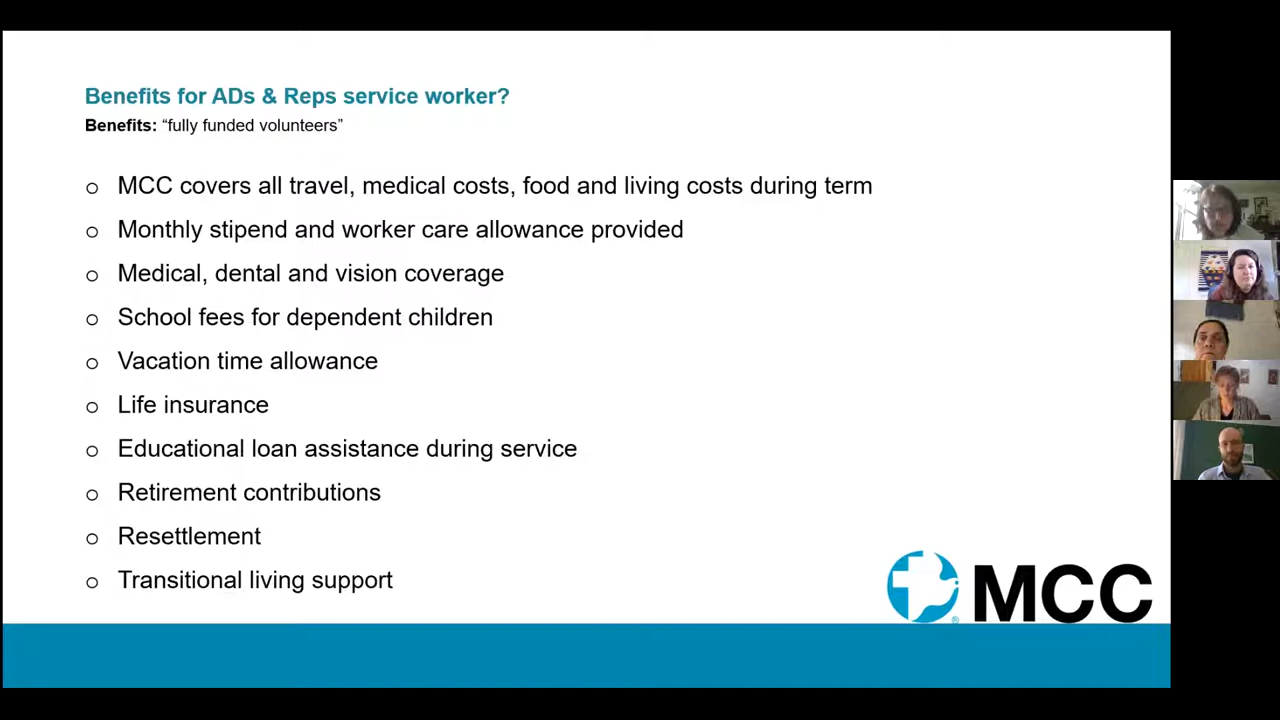 Benefits for ADs & Reps service worker?
Benefits: “fully funded volunteers”
o MCC covers all travel, medical costs, food and living costs during term
o Monthly stipend and worker care allowance provided
o Medical, dental and vision coverage
o School fees for dependent children
o Vacation time allowance
o Life insurance
o Educational loan assistance during service
o Retirement contributions
o Resettlement
o Transitional living support
® MCC